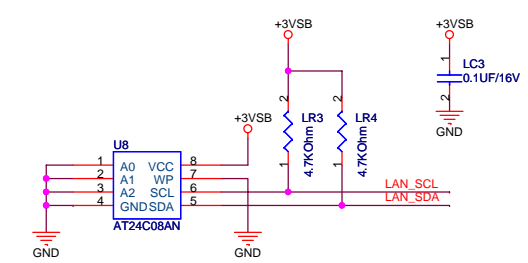 +3VSB
+3VSB
LC3
0.1UF/16V
1
2
GND
+3VSB
2
LR3
4.7KOhm
1
2
LR4
4.7KOhm
1
U8
1 A0 VCC 8
2 A1 WP 7
3 A2 SCL 6
4 GND SDA 5
AT24C08AN
LAN_SCL
LAN_SDA
GND
GND